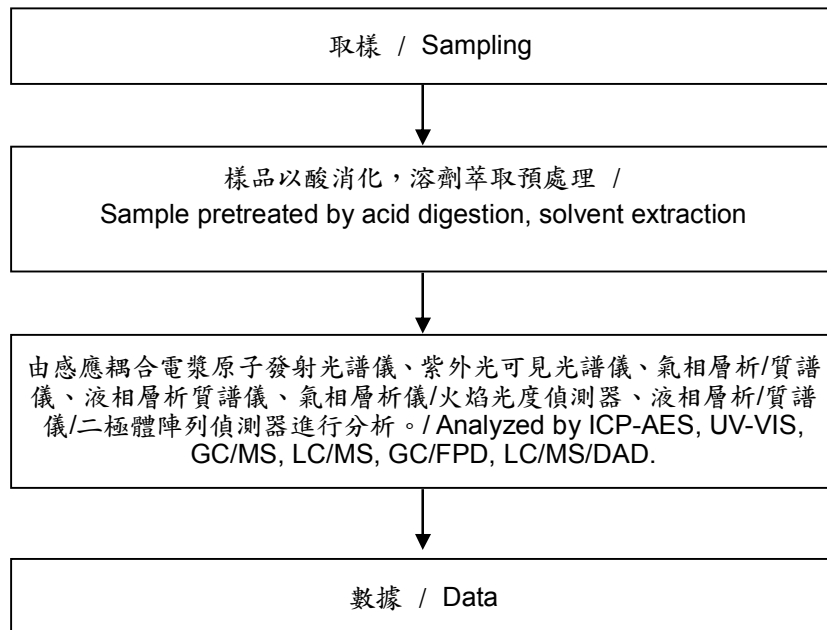 取樣 / Sampling
樣品以酸消化，溶劑萃取預處理 /
Sample pretreated by acid digestion, solvent extraction
由感應耦合電漿原子發射光譜儀、紫外光可見光譜儀、氣相層析/質譜
儀、液相層析質譜儀、氣相層析儀/火焰光度偵測器、液相層析/質譜
儀/二極體陣列偵測器進行分析。/ Analyzed by ICP-AES, UV-VIS,
GC/MS, LC/MS, GC/FPD, LC/MS/DAD.
數據 / Data